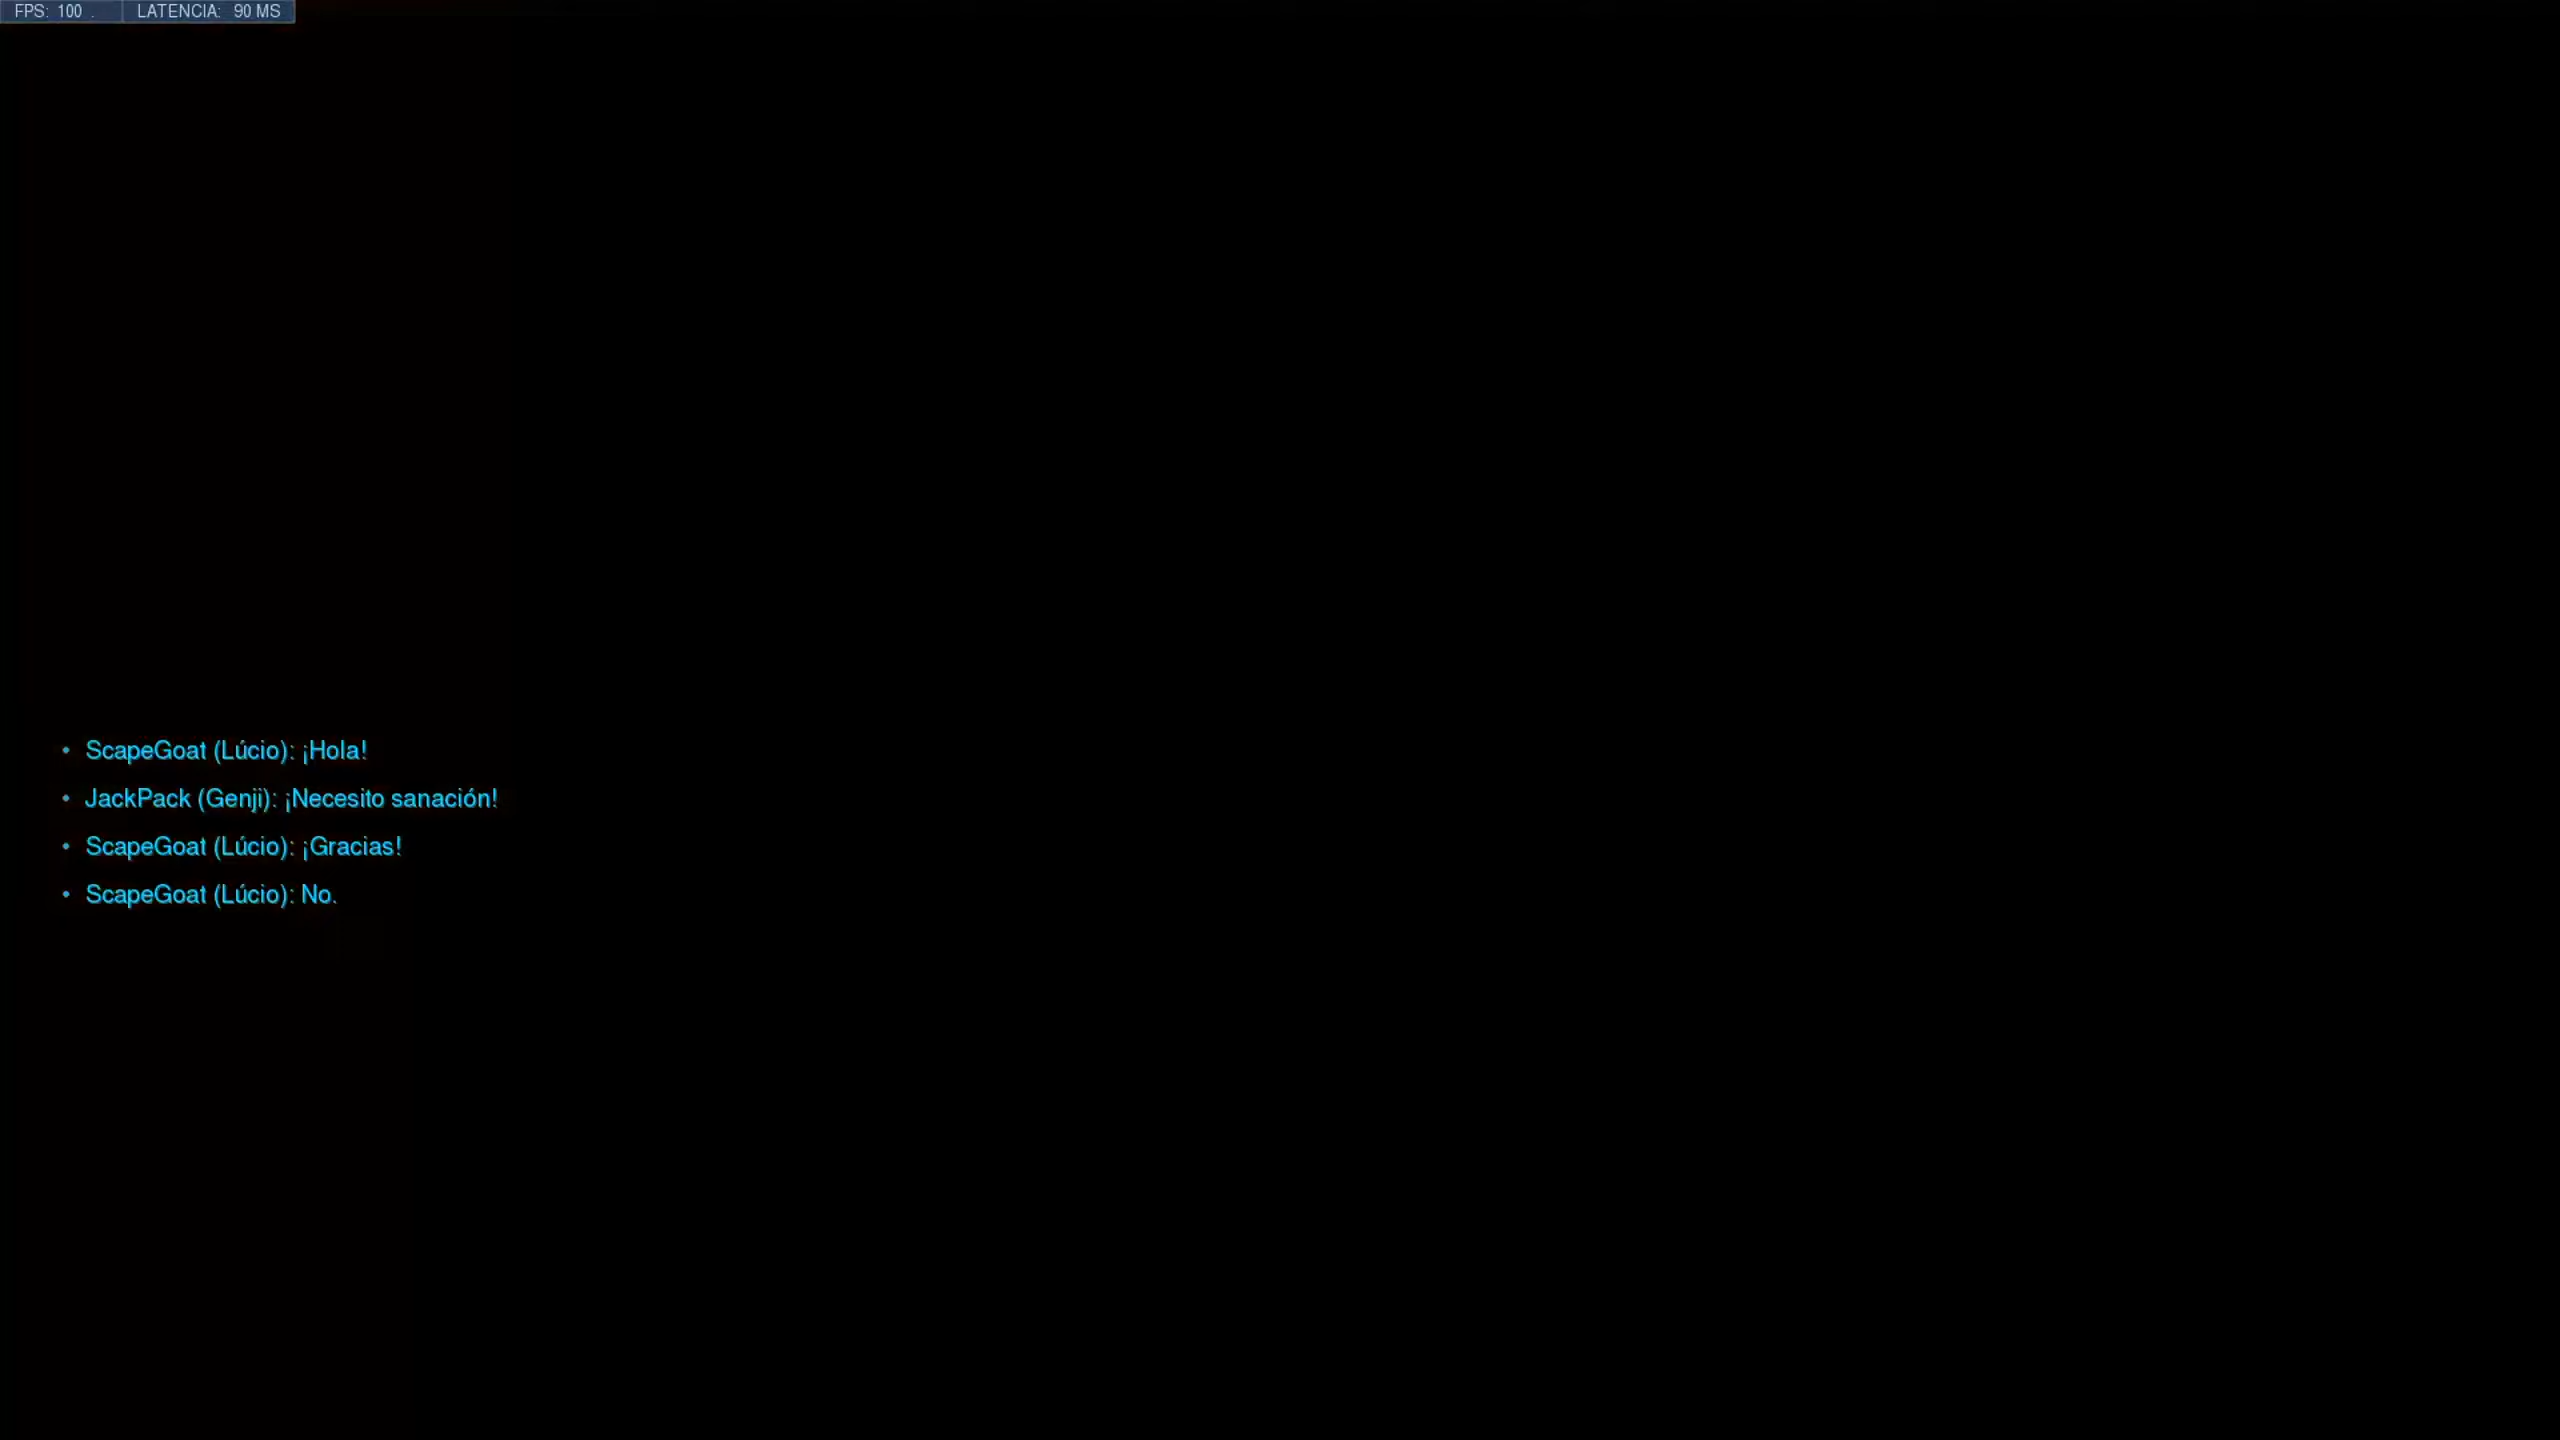 FPS: 100 . LATENCIA: 90 MS
• ScapeGoat (Lúcio): ¡Hola!
• JackPack (Genji): ¡Necesito sanación!
• ScapeGoat (Lúcio): ¡Gracias!
• ScapeGoat (Lúcio): No.